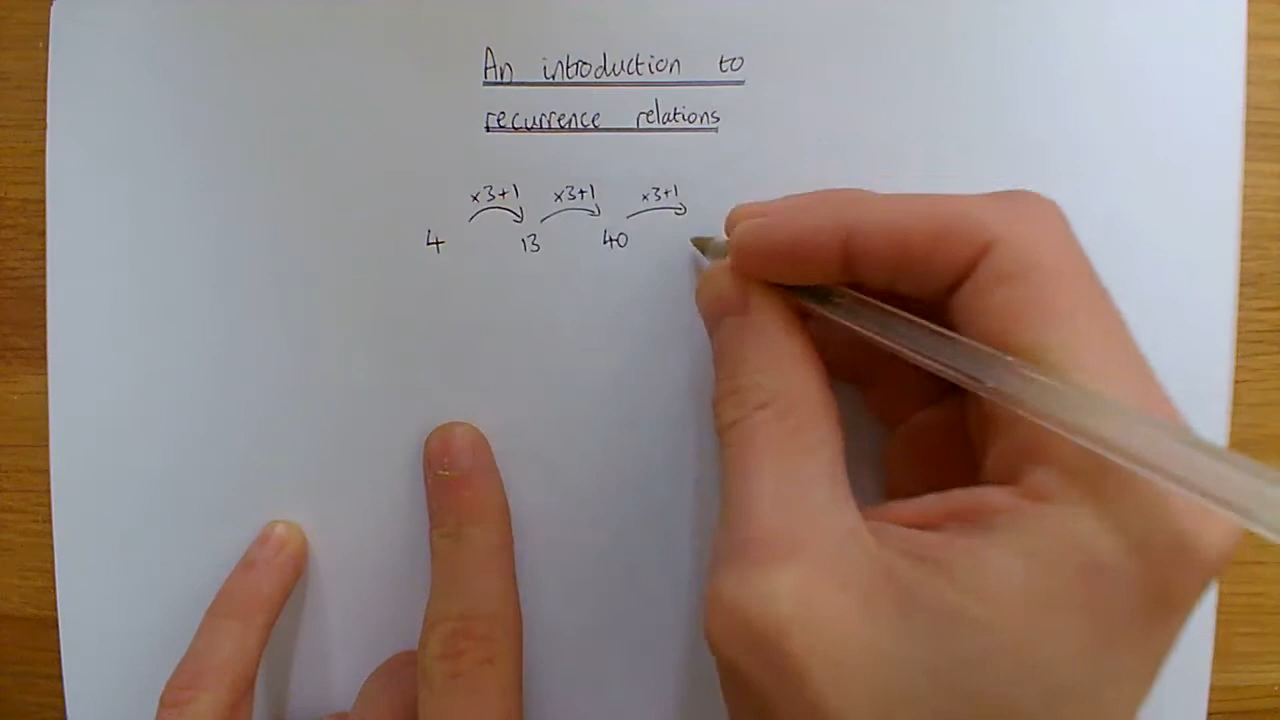 An introduction to
recurrence relations
×3+1 ×3+1 ×3+1
4 13 40